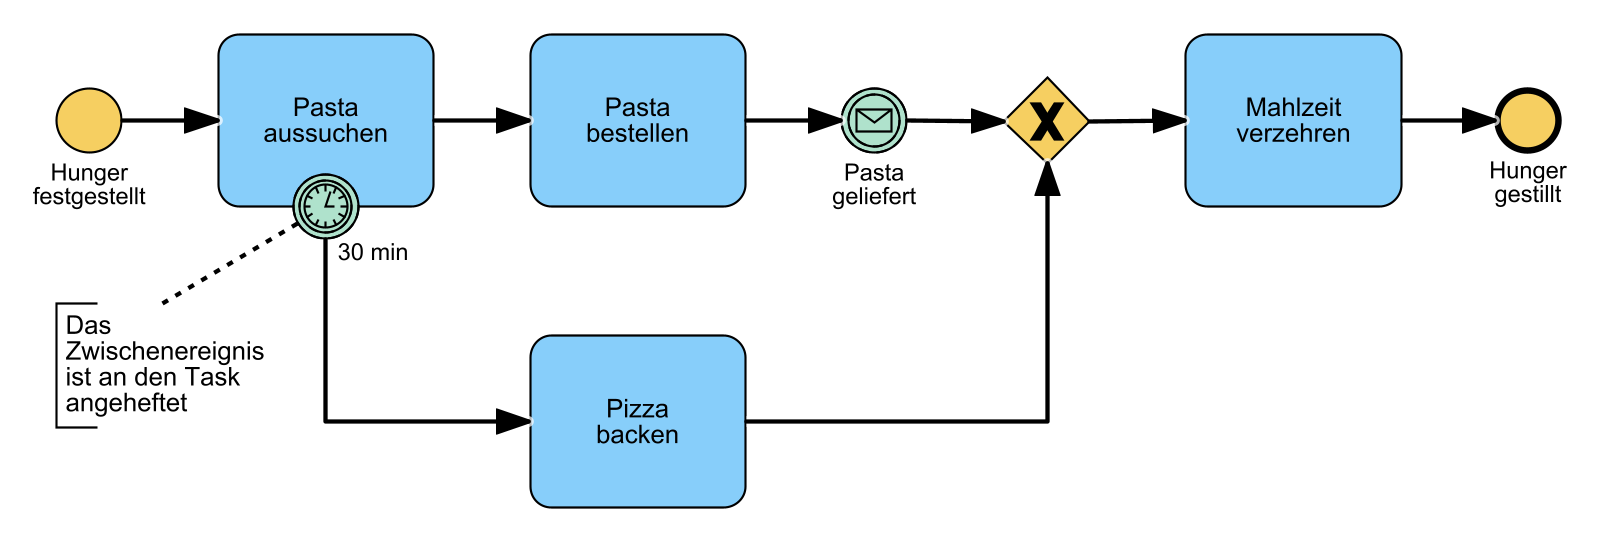 Hunger
festgestellt
Pasta
aussuchen
30 min
Das
Zwischenereignis
ist an den Task
angeheftet
Pasta
bestellen
Pasta
geliefert
X
Pizza
backen
Mahlzeit
verzehren
Hunger
gestillt